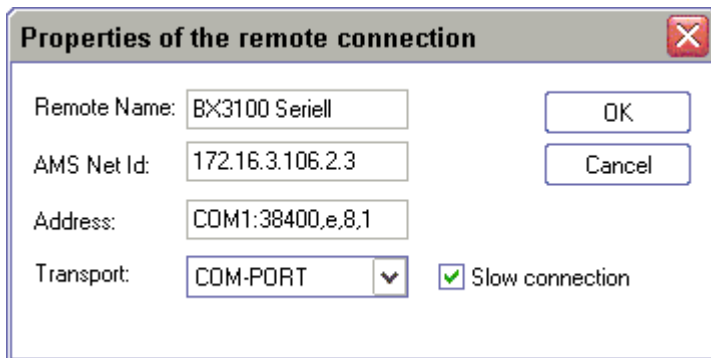 Properties of the remote connection
Remote Name: BX3100 Seriell OK
AMS Net Id: 172.16.3.106.2.3 Cancel
Address: COM1:38400,e,8,1
Transport: COM-PORT Slow connection